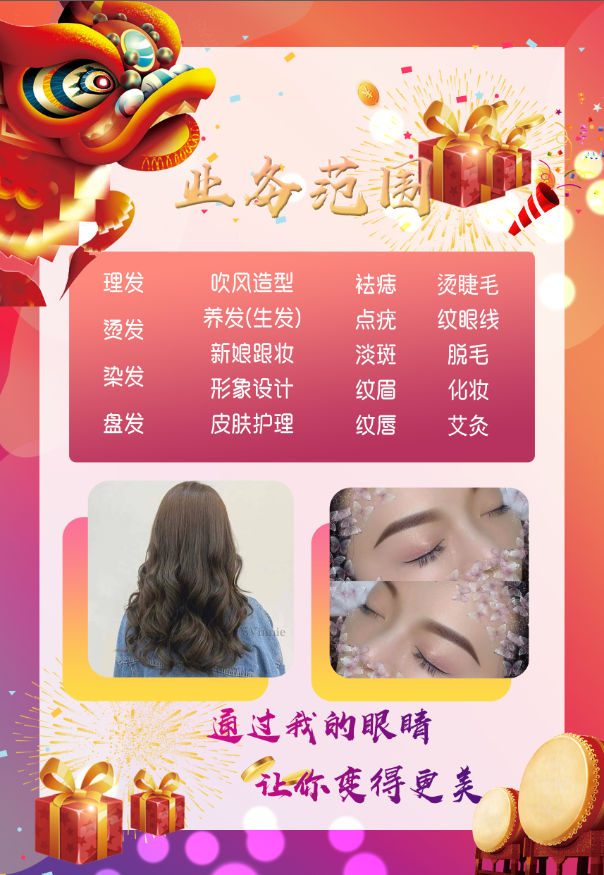 业务范围
理发
烫发
染发
盘发
吹风造型
养发(生发)
新娘跟妆
形象设计
皮肤护理
祛痣
点疣
淡斑
纹眉
纹唇
烫睫毛
纹眼线
脱毛
化妆
艾灸
通过我的眼睛
让你变得更美